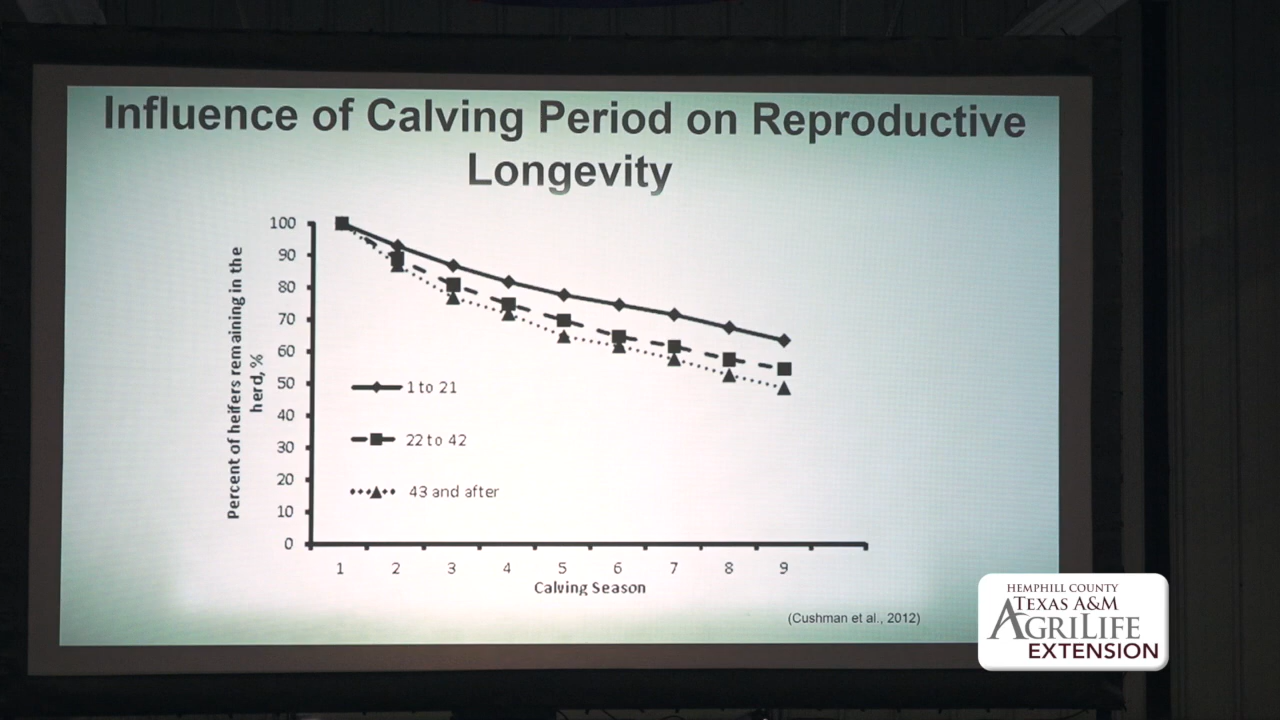 Influence of Calving Period on Reproductive
Longevity
Percent of heifers remaining in the
herd, %
100
90
80
70
60
50
40
30
20
10
0
1 to 21
22 to 42
43 and after
1 2 3 4 5 6 7 8 9
Calving Season
(Cushman et al., 2012)
HEMPHILL COUNTY
TEXAS A&M
AGRILIFE
EXTENSION